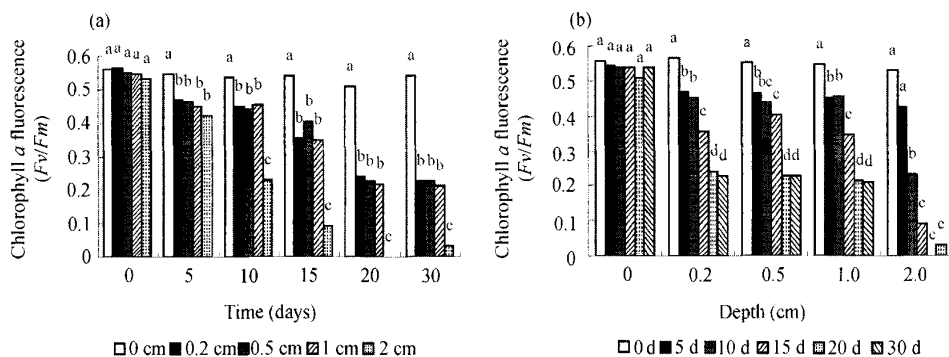 (a)
Chlorophyll a fluorescence
(Fv/Fm)
0.6
0.5
0.4
0.3
0.2
0.1
0
a a a a a
a b b b b
a b b b c
a b b b c
a b b b c
a b b b c
0 5 10 15 20 30
Time (days)
0 cm 0.2 cm 0.5 cm 1 cm 2 cm
(b)
Chlorophyll a fluorescence
(Fv/Fm)
0.6
0.5
0.4
0.3
0.2
0.1
0
a a a a a a
a b b c d d
a bc b c d d
a b b c d d
a a b c c c
0 0.2 0.5 1.0 2.0
Depth (cm)
0 d 5 d 10 d 15 d 20 d 30 d